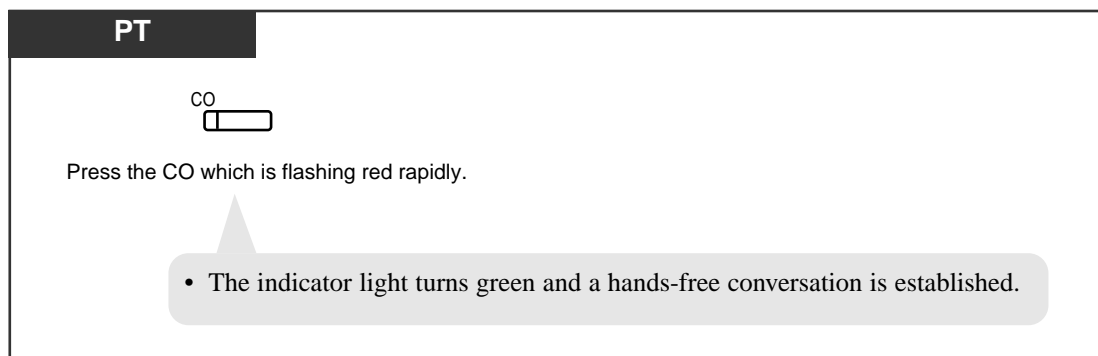 PT
CO
Press the CO which is flashing red rapidly.
• The indicator light turns green and a hands-free conversation is established.